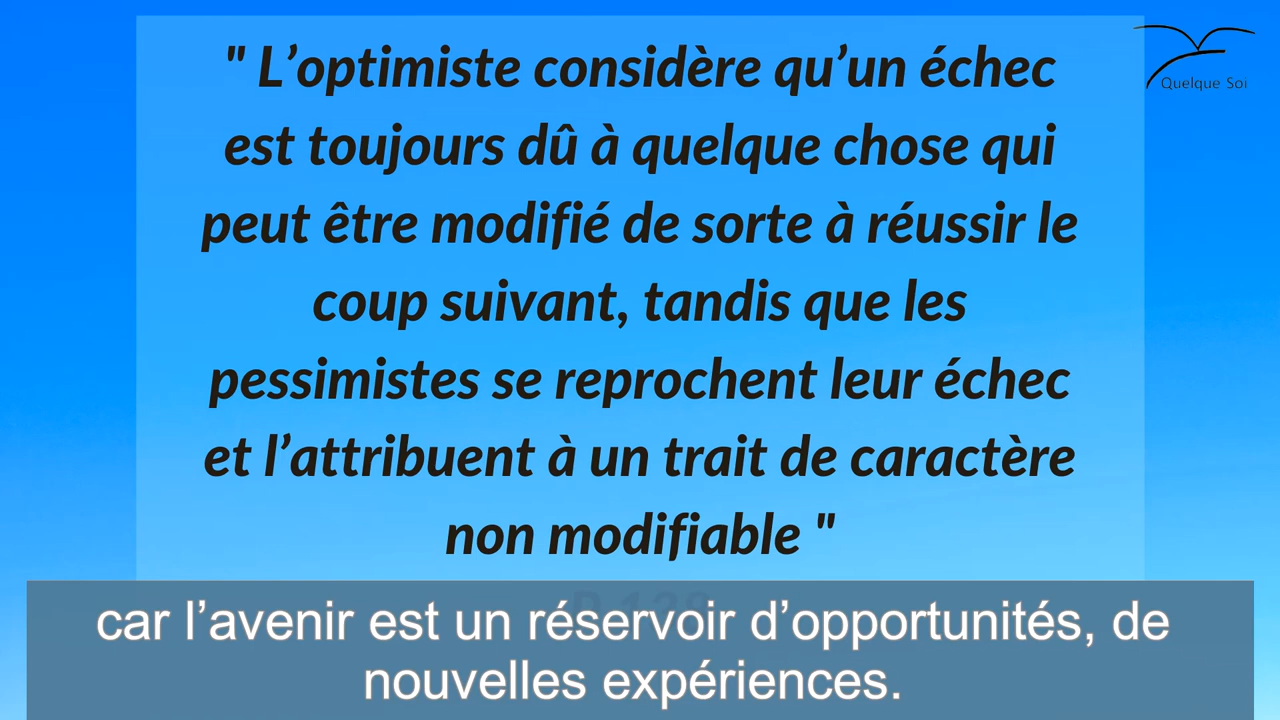 " L’optimiste considère qu’un échec
est toujours dû à quelque chose qui
peut être modifié de sorte à réussir le
coup suivant, tandis que les
pessimistes se reprochent leur échec
et l’attribuent à un trait de caractère
non modifiable "
Quelque Soi
car l’avenir est un réservoir d’opportunités, de
nouvelles expériences.